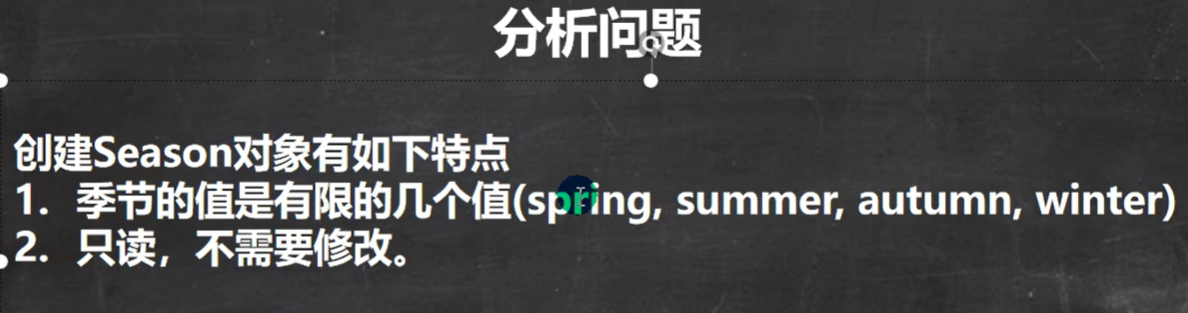 分析问题
创建Season对象有如下特点
1. 季节的值是有限的几个值(spring, summer, autumn, winter)
2. 只读，不需要修改。